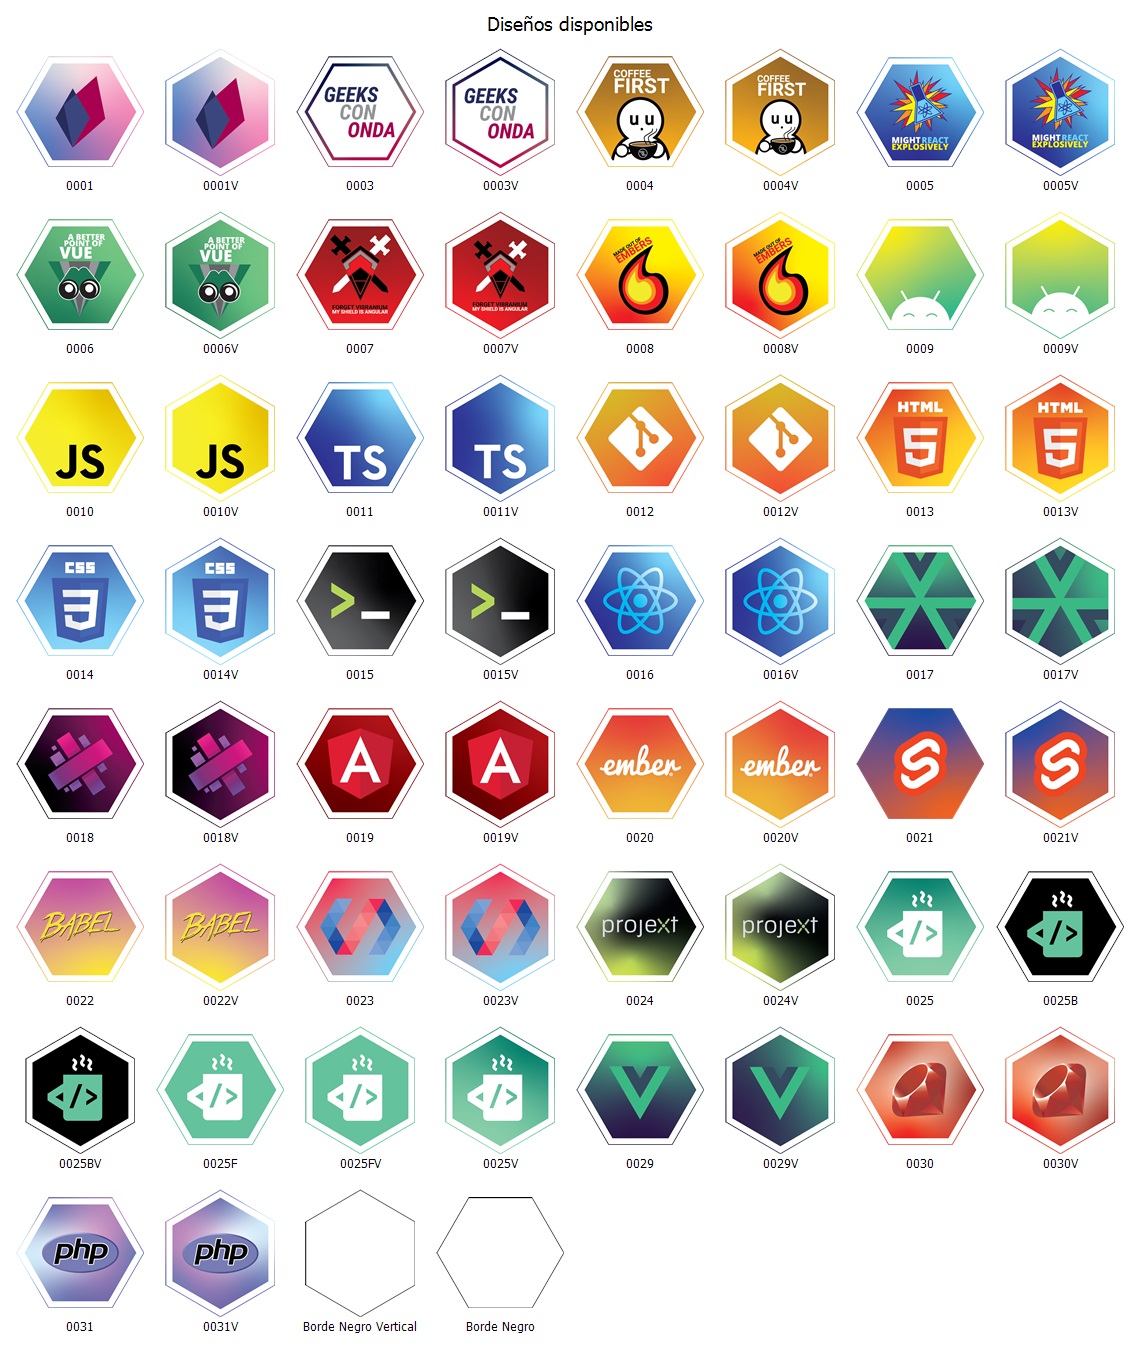 Diseños disponibles
GEEKS
CON
ONDA
GEEKS
CON
ONDA
COFFEE
FIRST
COFFEE
FIRST
MIGHT REACT
EXPLOSIVELY
MIGHT REACT
EXPLOSIVELY
0001 0001V 0003 0003V 0004 0004V 0005 0005V
A BETTER
POINT OF
VUE
A BETTER
POINT OF
VUE
FORGET VIBRANIUM
MY SHIELD IS ANGULAR
FORGET VIBRANIUM
MY SHIELD IS ANGULAR
MADE OUT OF
EMBERS
MADE OUT OF
EMBERS
0006 0006V 0007 0007V 0008 0008V 0009 0009V
JS JS TS TS
HTML
5
HTML
5
0010 0010V 0011 0011V 0012 0012V 0013 0013V
CSS
3
CSS
3
>_ >_
0014 0014V 0015 0015V 0016 0016V 0017 0017V
A A ember ember S S
0018 0018V 0019 0019V 0020 0020V 0021 0021V
BABEL BABEL projext projext </> </>
0022 0022V 0023 0023V 0024 0024V 0025 0025B
</> </> </> </>
0025BV 0025F 0025FV 0025V 0029 0029V 0030 0030V
php php
0031 0031V Borde Negro Vertical Borde Negro